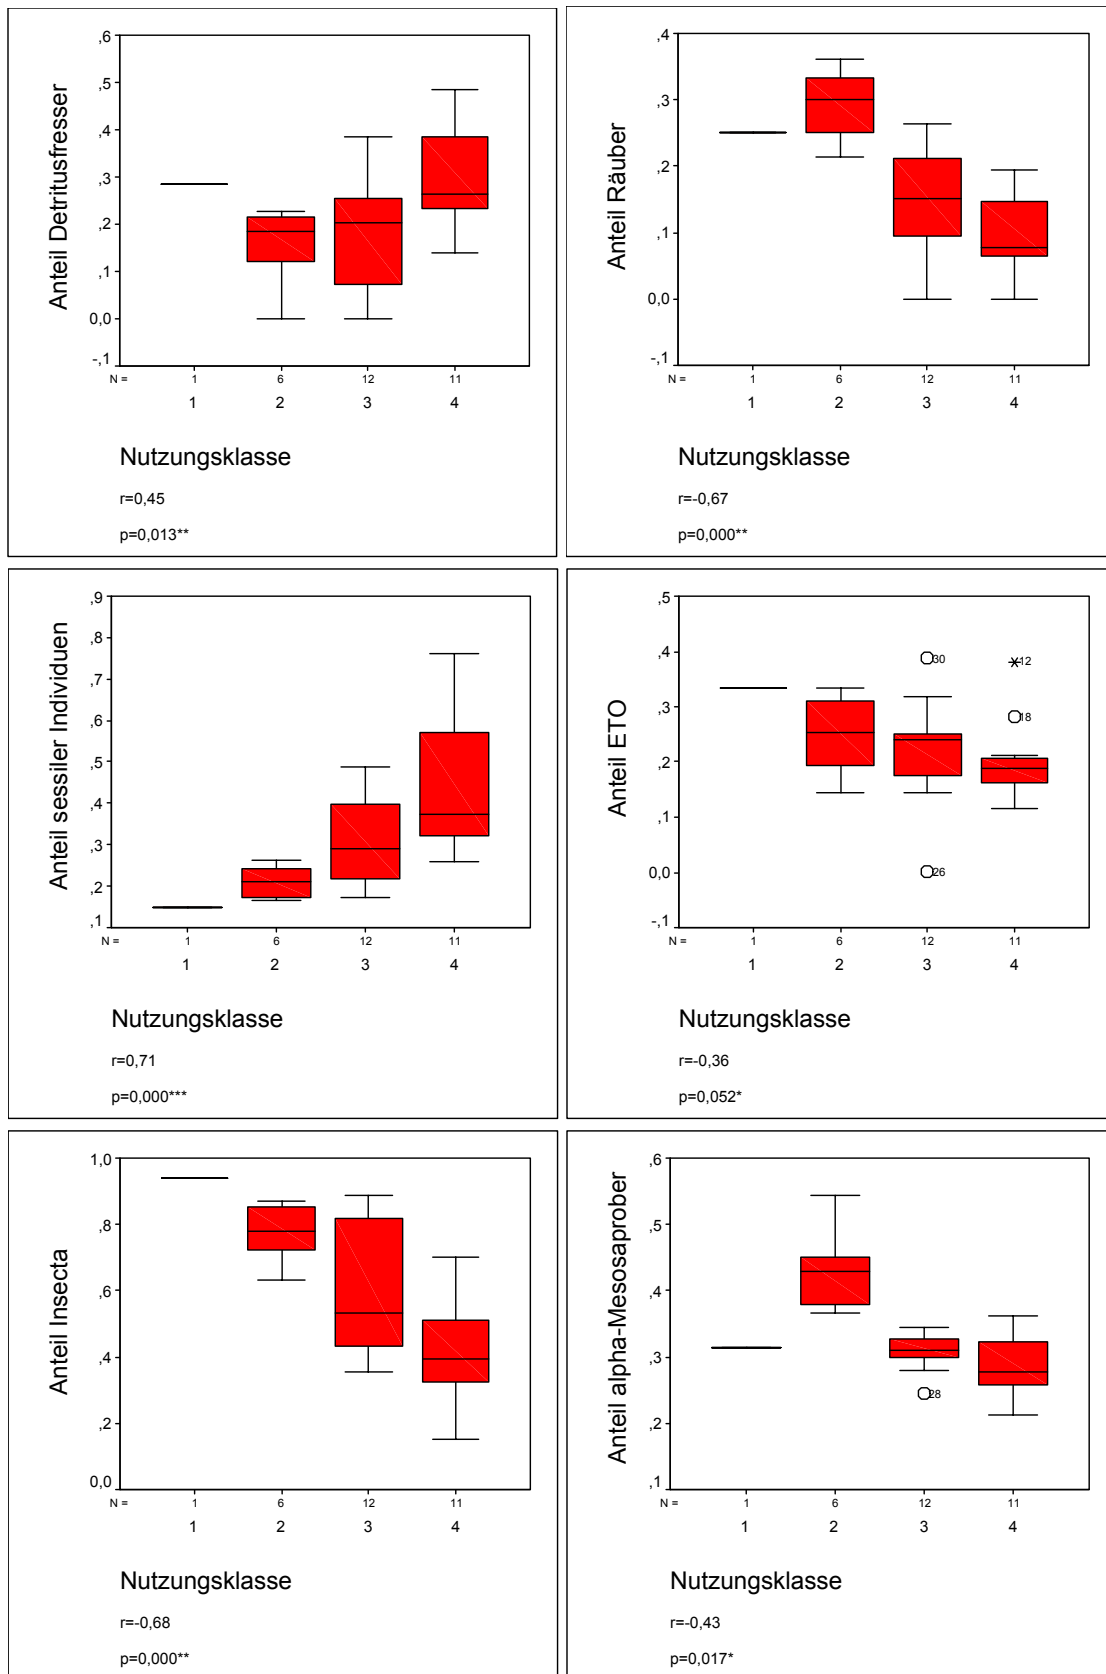 Anteil Detritusfresser
,6
,5
,4
,3
,2
,1
0,0
-,1
N = 1 6 12 11
1 2 3 4
Nutzungsklasse
r=0,45
p=0,013**
Anteil Räuber
,4
,3
,2
,1
0,0
-,1
N = 1 6 12 11
1 2 3 4
Nutzungsklasse
r=-0,67
p=0,000**
Anteil sessiler Individuen
,9
,8
,7
,6
,5
,4
,3
,2
,1
N = 1 6 12 11
1 2 3 4
Nutzungsklasse
r=0,71
p=0,000***
Anteil ETO
,5
,4
,3
,2
,1
0,0
-,1
30
12
18
26
N = 1 6 12 11
1 2 3 4
Nutzungsklasse
r=-0,36
p=0,052*
Anteil Insecta
1,0
,8
,6
,4
,2
0,0
N = 1 6 12 11
1 2 3 4
Nutzungsklasse
r=-0,68
p=0,000**
Anteil alpha-Mesosaprober
,6
,5
,4
,3
,2
,1
28
N = 1 6 12 11
1 2 3 4
Nutzungsklasse
r=-0,43
p=0,017*